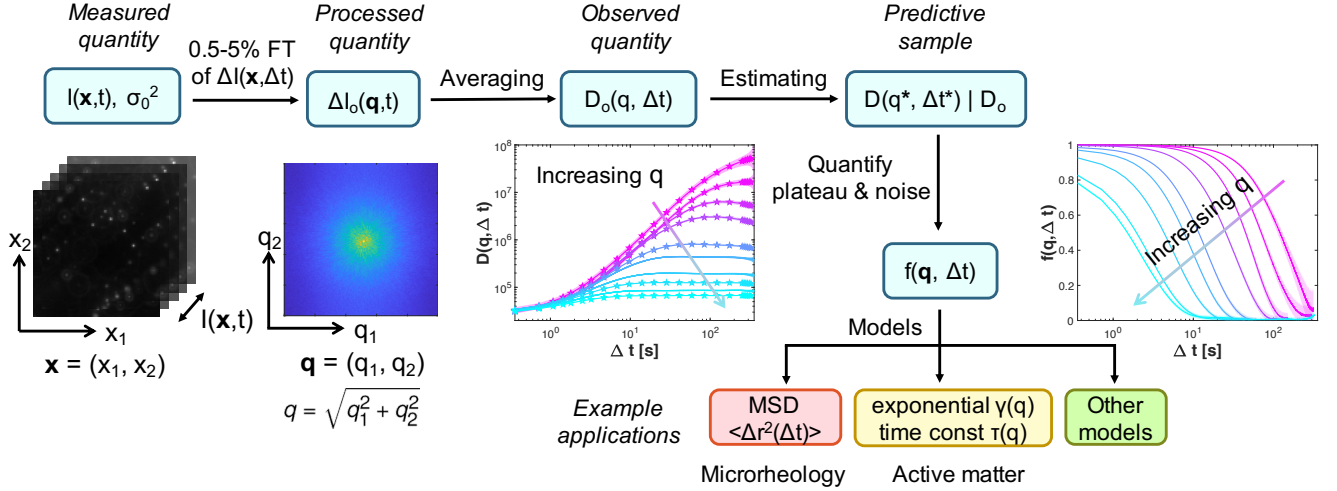 Measured
quantity
Processed
quantity
Observed
quantity
Predictive
sample
0.5-5% FT
of ΔI(x,Δt)
Averaging
Estimating
I(x,t), σ₀²
ΔIₒ(q,t)
Dₒ(q, Δt)
D(q*, Δt*) | Dₒ
x₂
x₁
I(x,t)
x = (x₁, x₂)
q₂
q₁
q = (q₁, q₂)
q = √(q₁² + q₂²)
Increasing q
D(q,Δ t)
10⁸
10⁷
10⁶
10⁵
10⁰
10¹
10²
Δ t [s]
Quantify
plateau & noise
f(q, Δt)
Models
Increasing q
f(q,Δ t)
1
0.8
0.6
0.4
0.2
0
10⁰
10¹
10²
Δ t [s]
Example
applications
MSD
<Δr²(Δt)>
exponential γ(q)
time const τ(q)
Other
models
Microrheology
Active matter